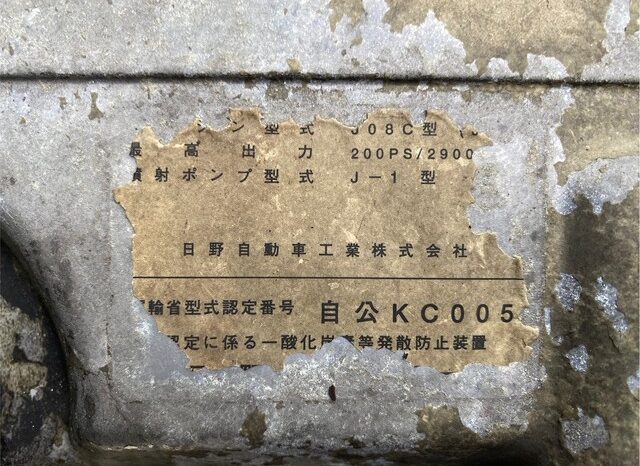 ン型式 J08C型
最高出力 200PS/2900
射ポンプ型式 J-1型
日野自動車工業株式会社
輸省型式認定番号 自公KC005
認定に係る一酸化炭素等発散防止装置